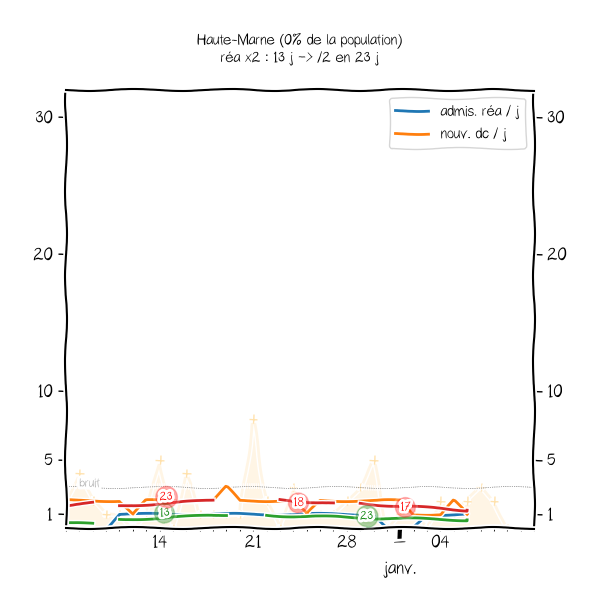 Haute-Marne (0% de la population)
réa x2 : 13 j -> /2 en 23 j
admis. réa / j
nouv. dc / j
30 30
20 20
10 10
5 5
bruit
23 18 17
13 23
1 1
14 21 28 04
janv.